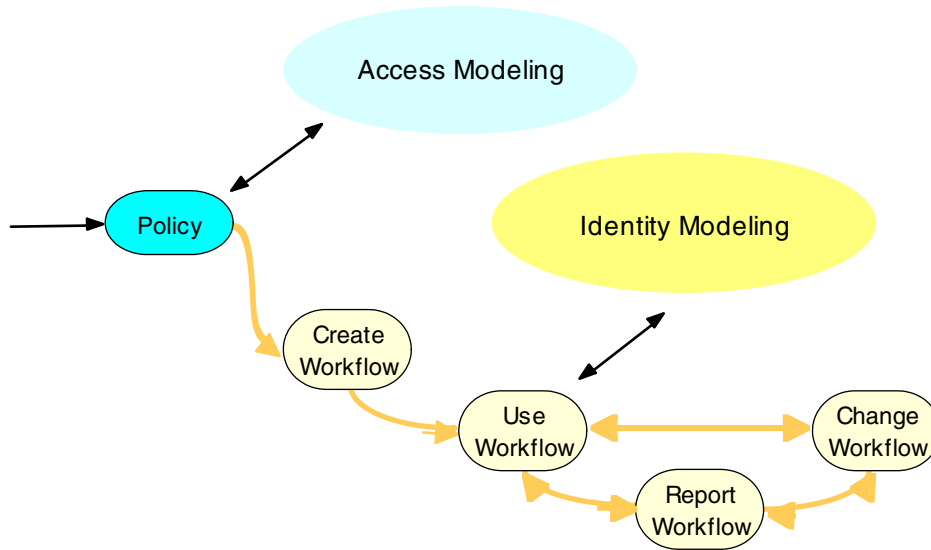 Access Modeling
Policy
Identity Modeling
Create
Workflow
Use
Workflow
Change
Workflow
Report
Workflow